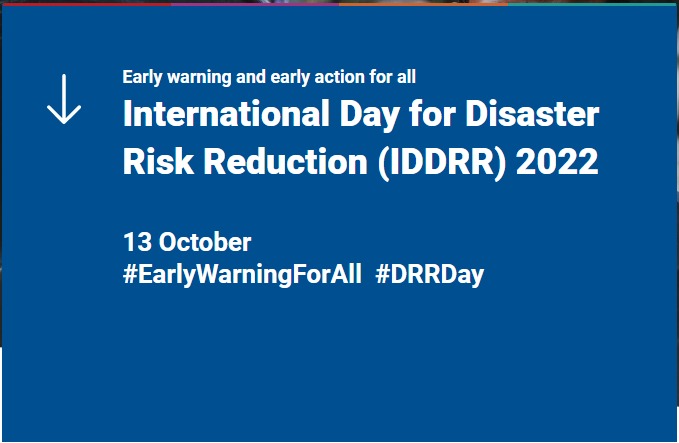 Early warning and early action for all
International Day for Disaster
Risk Reduction (IDDRR) 2022
13 October
#EarlyWarningForAll #DRRDay